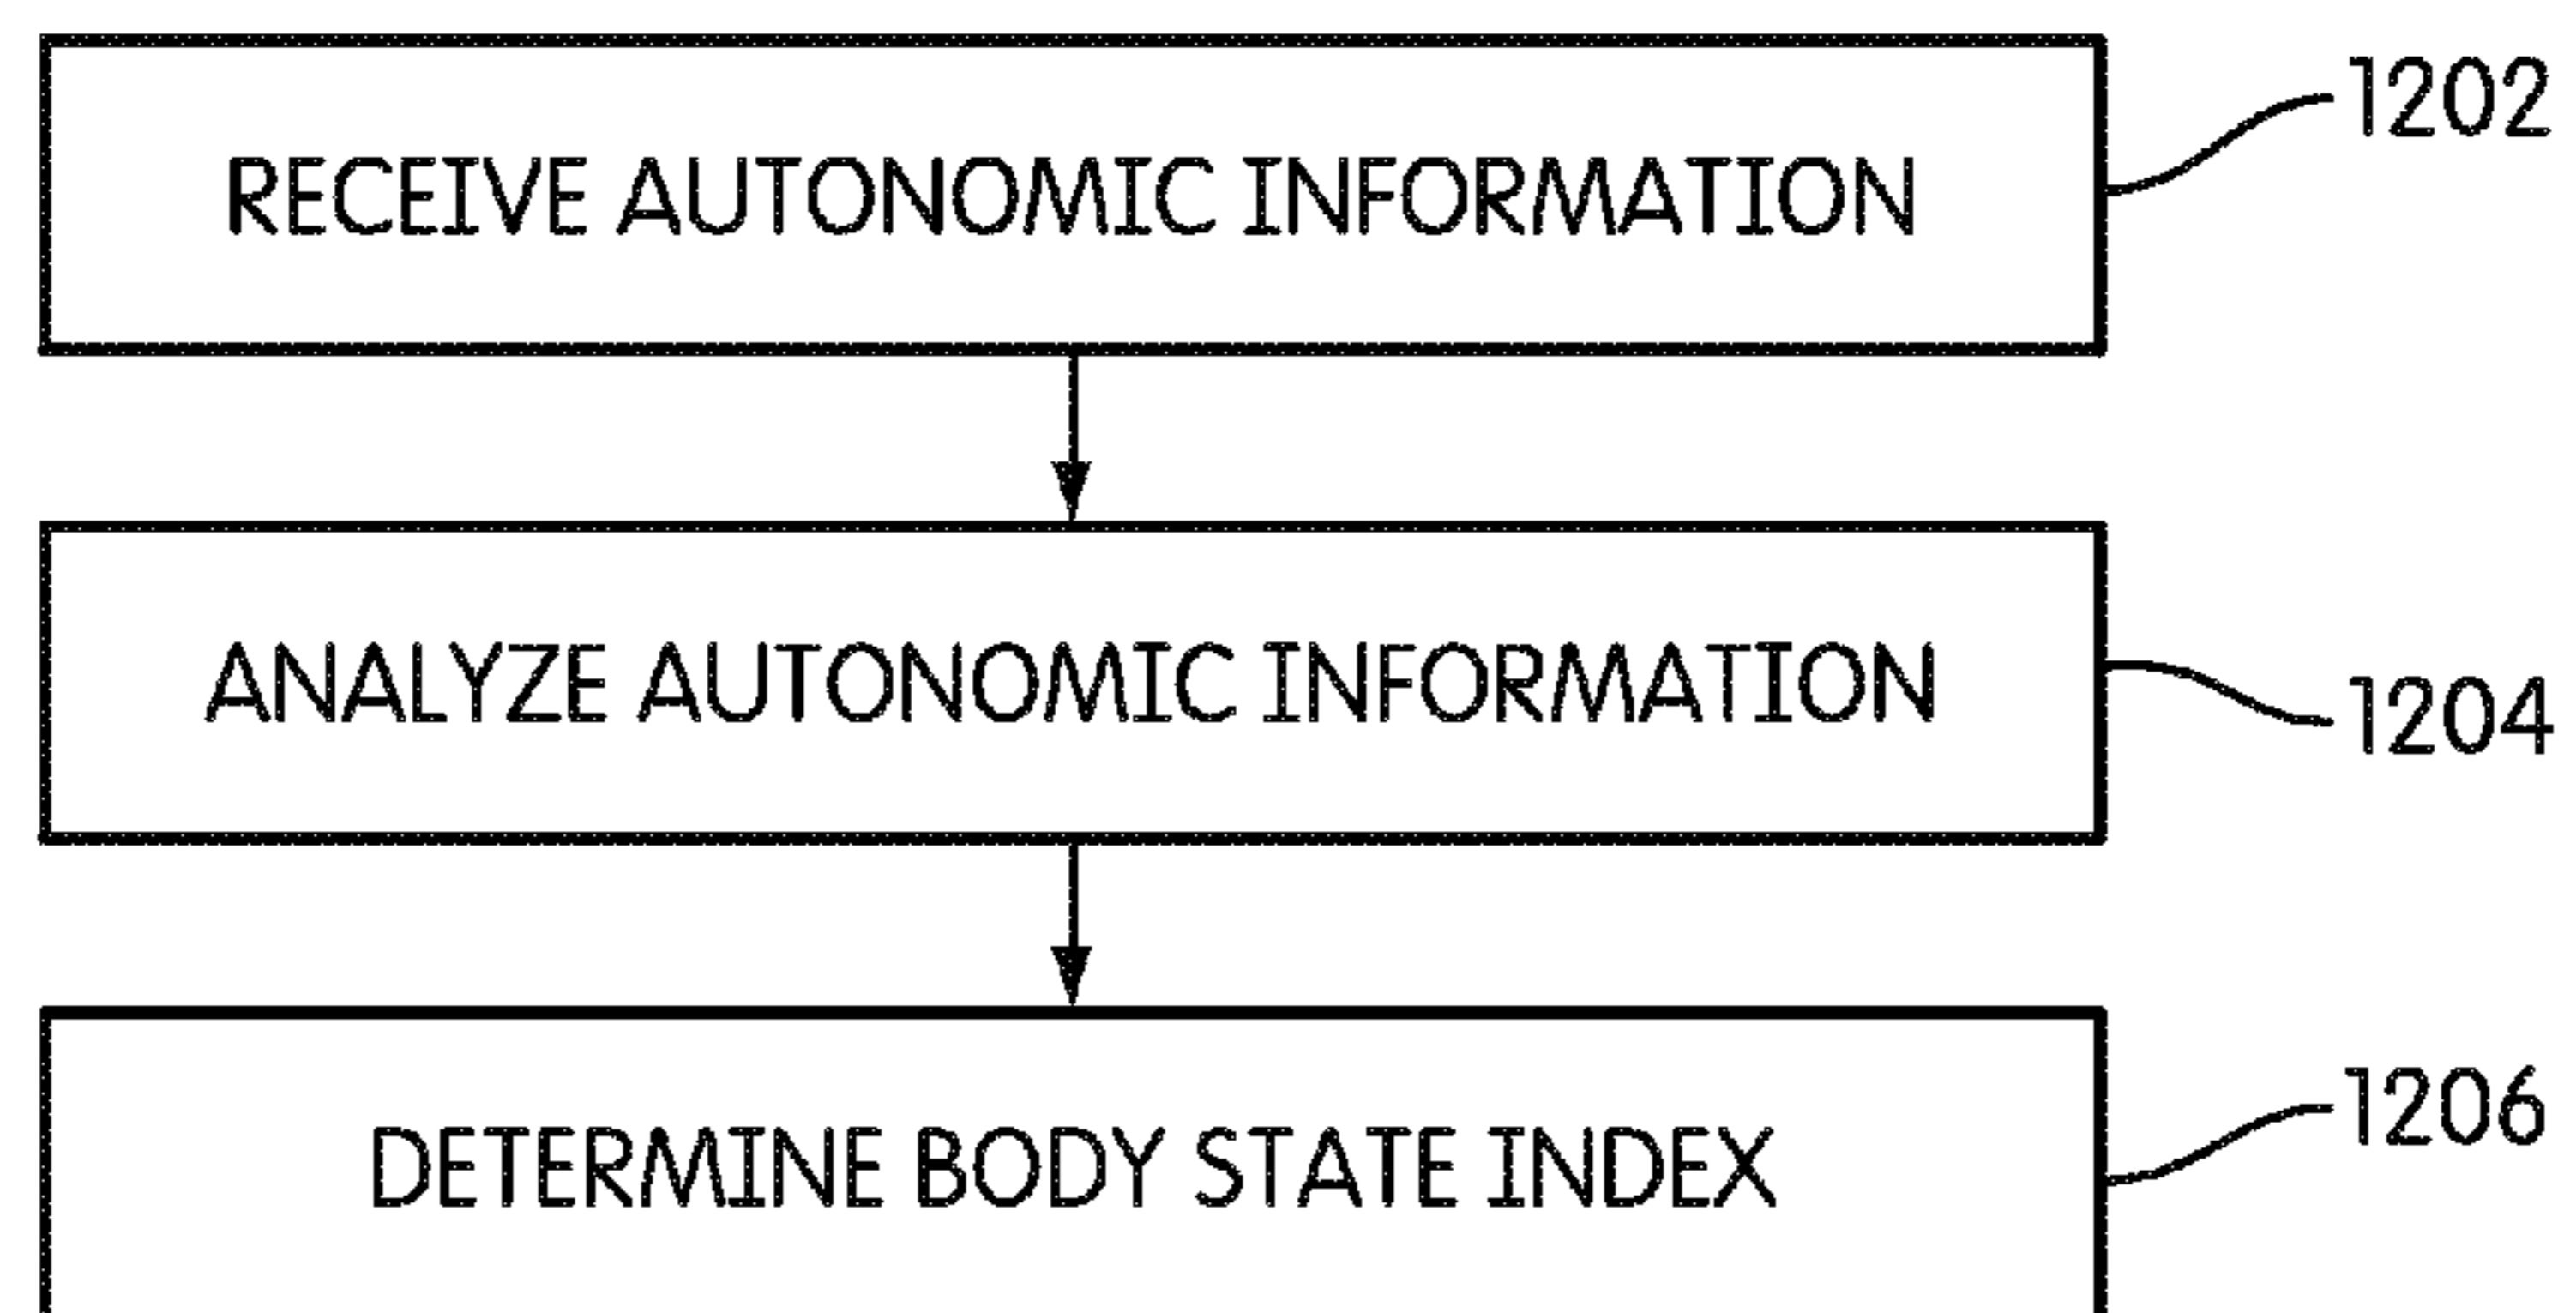 RECEIVE AUTONOMIC INFORMATION
1202
ANALYZE AUTONOMIC INFORMATION
1204
DETERMINE BODY STATE INDEX
1206